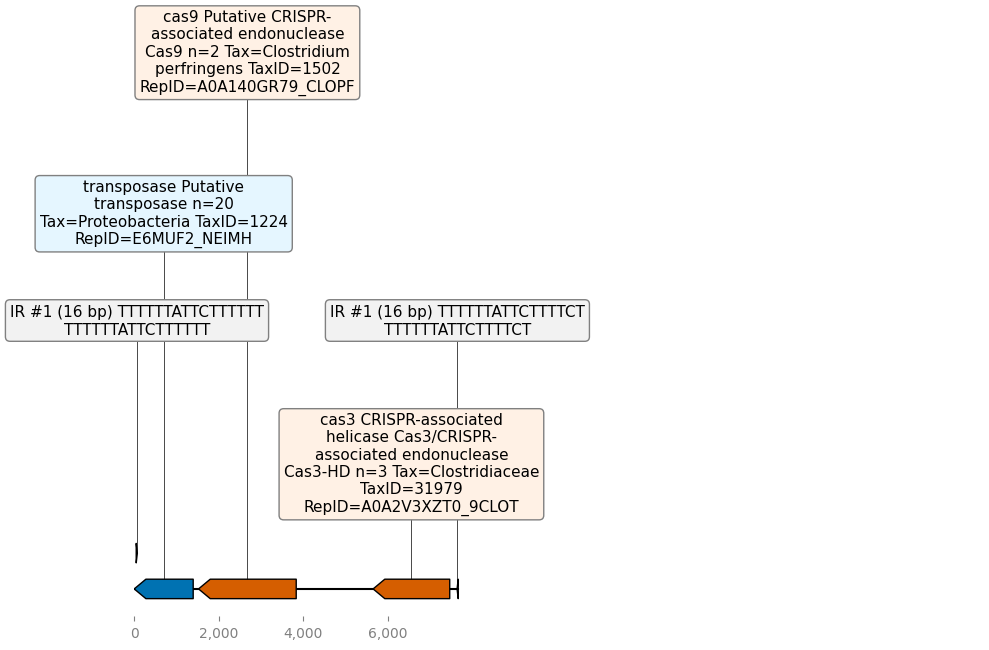 cas9 Putative CRISPR-
associated endonuclease
Cas9 n=2 Tax=Clostridium
perfringens TaxID=1502
RepID=A0A140GR79_CLOPF
transposase Putative
transposase n=20
Tax=Proteobacteria TaxID=1224
RepID=E6MUF2_NEIMH
IR #1 (16 bp) TTTTTTATTCTTTTTT
TTTTTTATTCTTTTTT
IR #1 (16 bp) TTTTTTATTCTTTTCT
TTTTTTATTCTTTTCT
cas3 CRISPR-associated
helicase Cas3/CRISPR-
associated endonuclease
Cas3-HD n=3 Tax=Clostridiaceae
TaxID=31979
RepID=A0A2V3XZT0_9CLOT
0 2,000 4,000 6,000